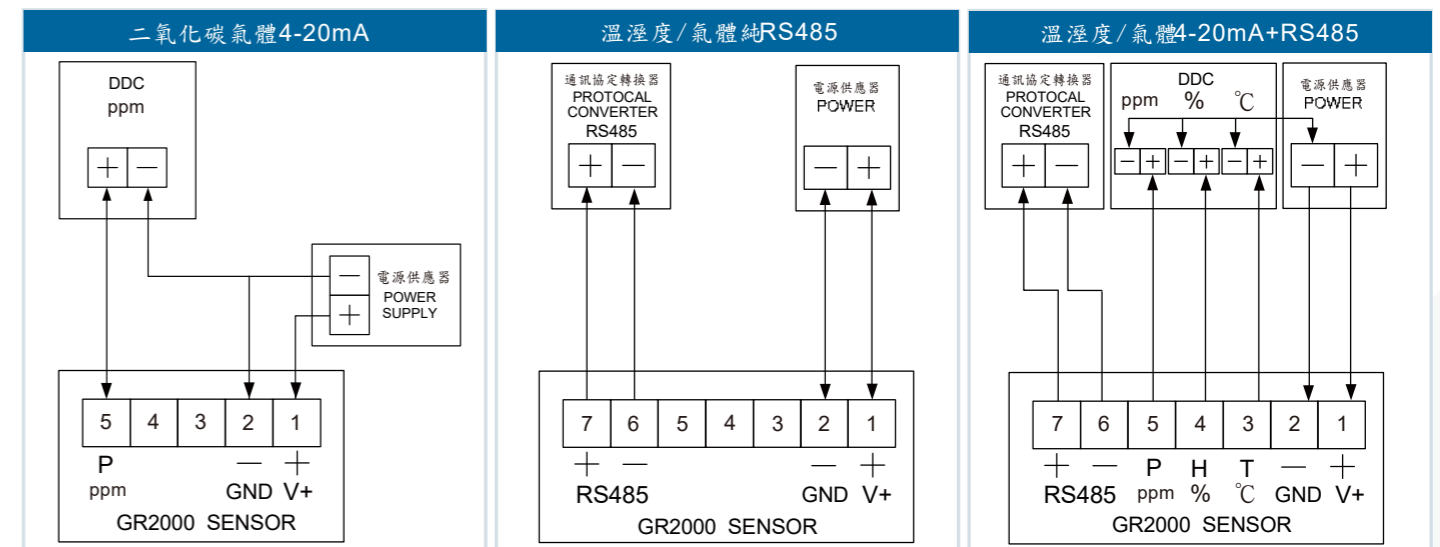 二氧化碳氣體4-20mA
DDC
ppm
+ −
− 電源供應器
POWER
+ SUPPLY
5 4 3 2 1
P − +
ppm GND V+
GR2000 SENSOR
溫溼度/氣體純RS485
通訊協定轉換器
PROTOCAL
CONVERTER
RS485
+ −
電源供應器
POWER
− +
7 6 5 4 3 2 1
+ − − +
RS485 GND V+
GR2000 SENSOR
溫溼度/氣體4-20mA+RS485
通訊協定轉換器
PROTOCAL
CONVERTER
RS485
+ −
DDC
ppm % ℃
− + − + − +
電源供應器
POWER
− +
7 6 5 4 3 2 1
+ − P H T − +
RS485 ppm % ℃ GND V+
GR2000 SENSOR